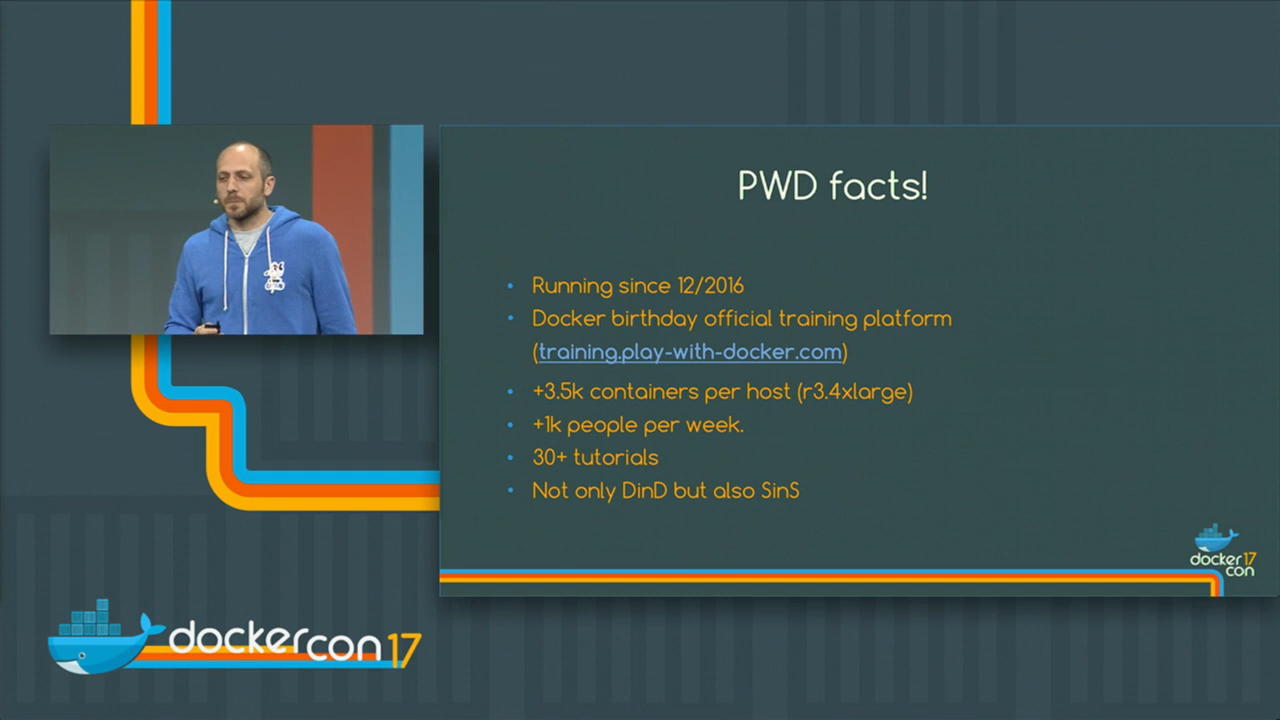 PWD facts!
• Running since 12/2016
• Docker birthday official training platform
(training.play-with-docker.com)
• +3.5k containers per host (r3.4xlarge)
• +1k people per week.
• 30+ tutorials
• Not only DinD but also SinS
docker 17
con
dockercon 17